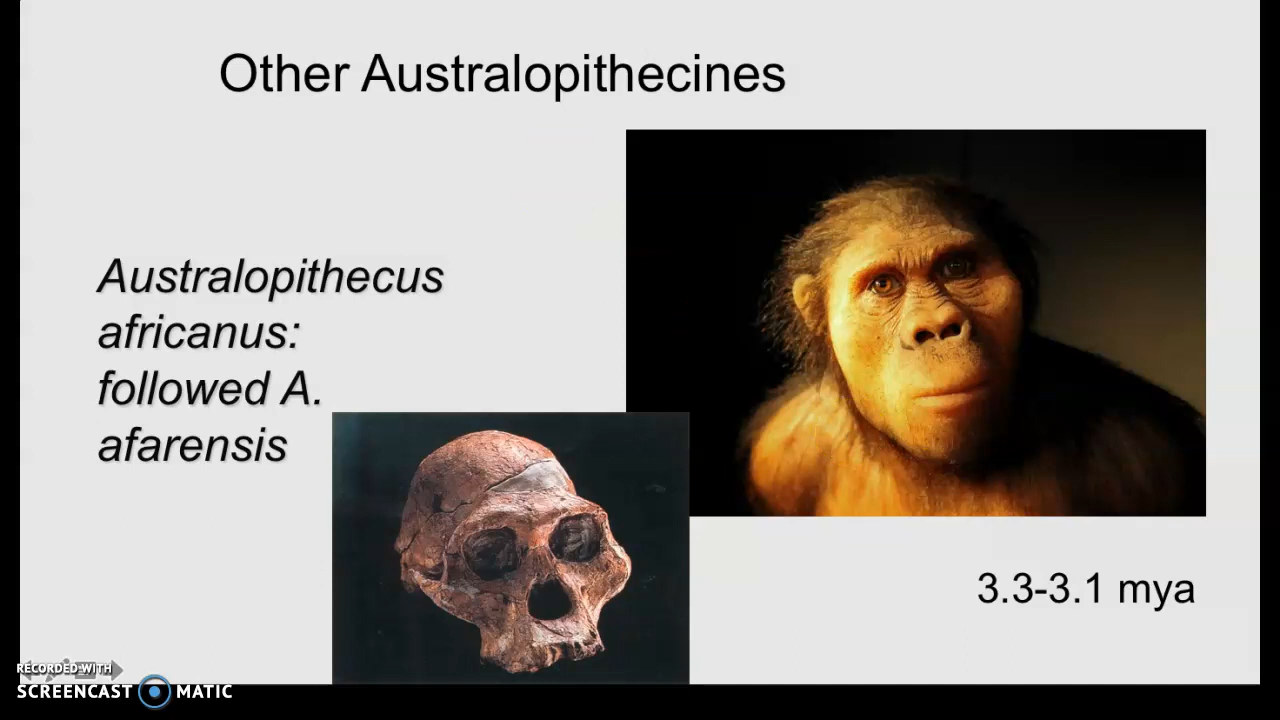 Other Australopithecines
Australopithecus
africanus:
followed A.
afarensis
3.3-3.1 mya
RECORDED WITH
SCREENCAST MATIC